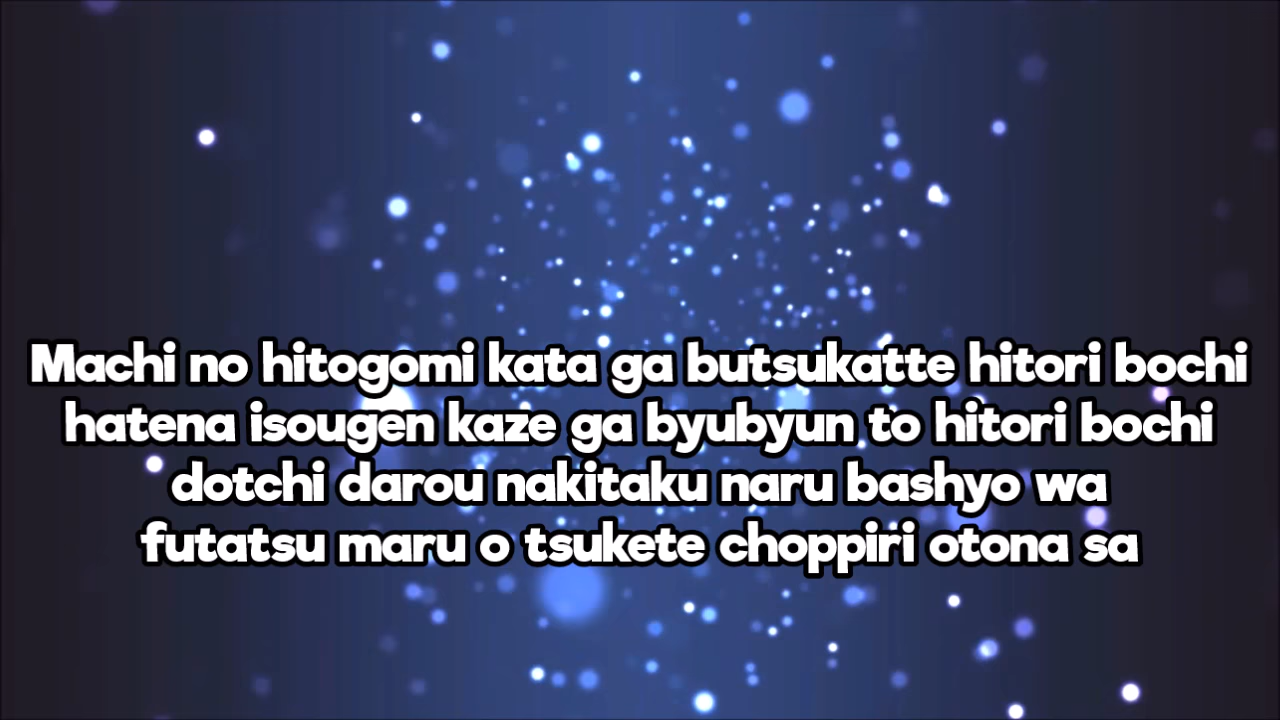 Machi no hitogomi kata ga butsukatte hitori bochi
hatena isougen kaze ga byubyun to hitori bochi
dotchi darou nakitaku naru bashyo wa
futatsu maru o tsukete choppiri otona sa